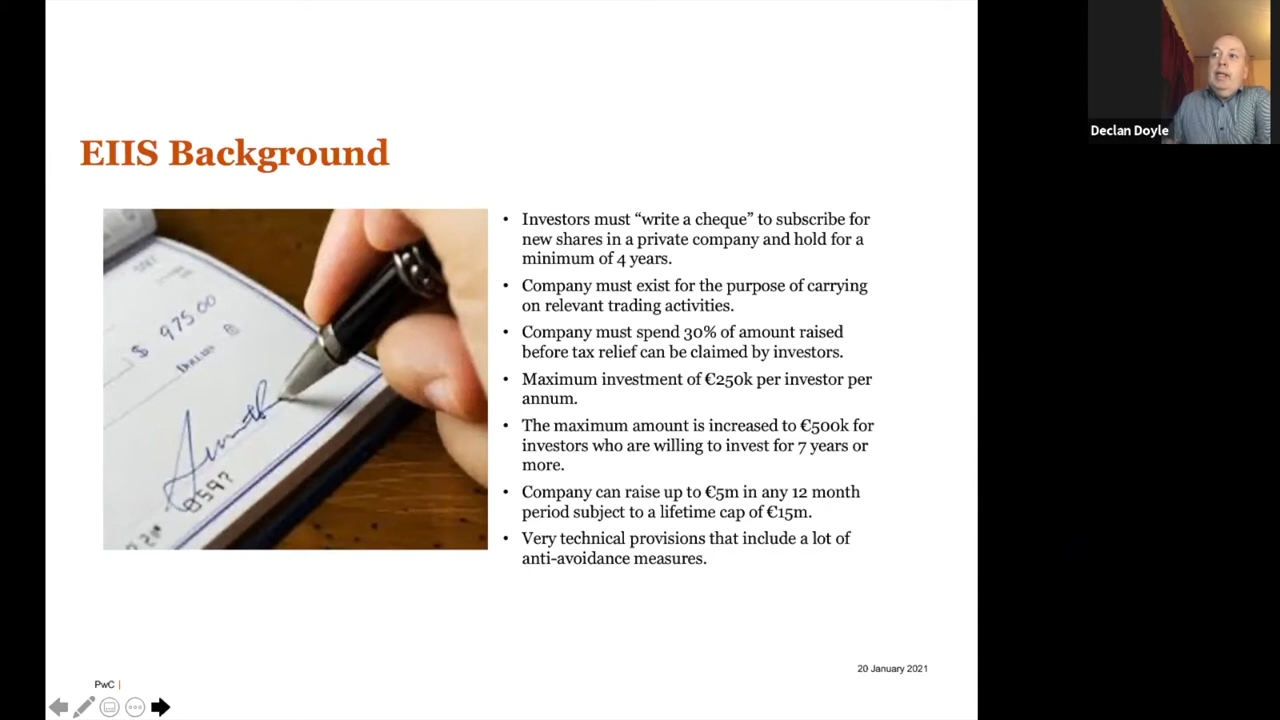 Declan Doyle
EIIS Background
• Investors must “write a cheque” to subscribe for
new shares in a private company and hold for a
minimum of 4 years.
• Company must exist for the purpose of carrying
on relevant trading activities.
• Company must spend 30% of amount raised
before tax relief can be claimed by investors.
• Maximum investment of €250k per investor per
annum.
• The maximum amount is increased to €500k for
investors who are willing to invest for 7 years or
more.
• Company can raise up to €5m in any 12 month
period subject to a lifetime cap of €15m.
• Very technical provisions that include a lot of
anti-avoidance measures.
$ 975.00
DOLLARS
8597
20 January 2021
PwC |